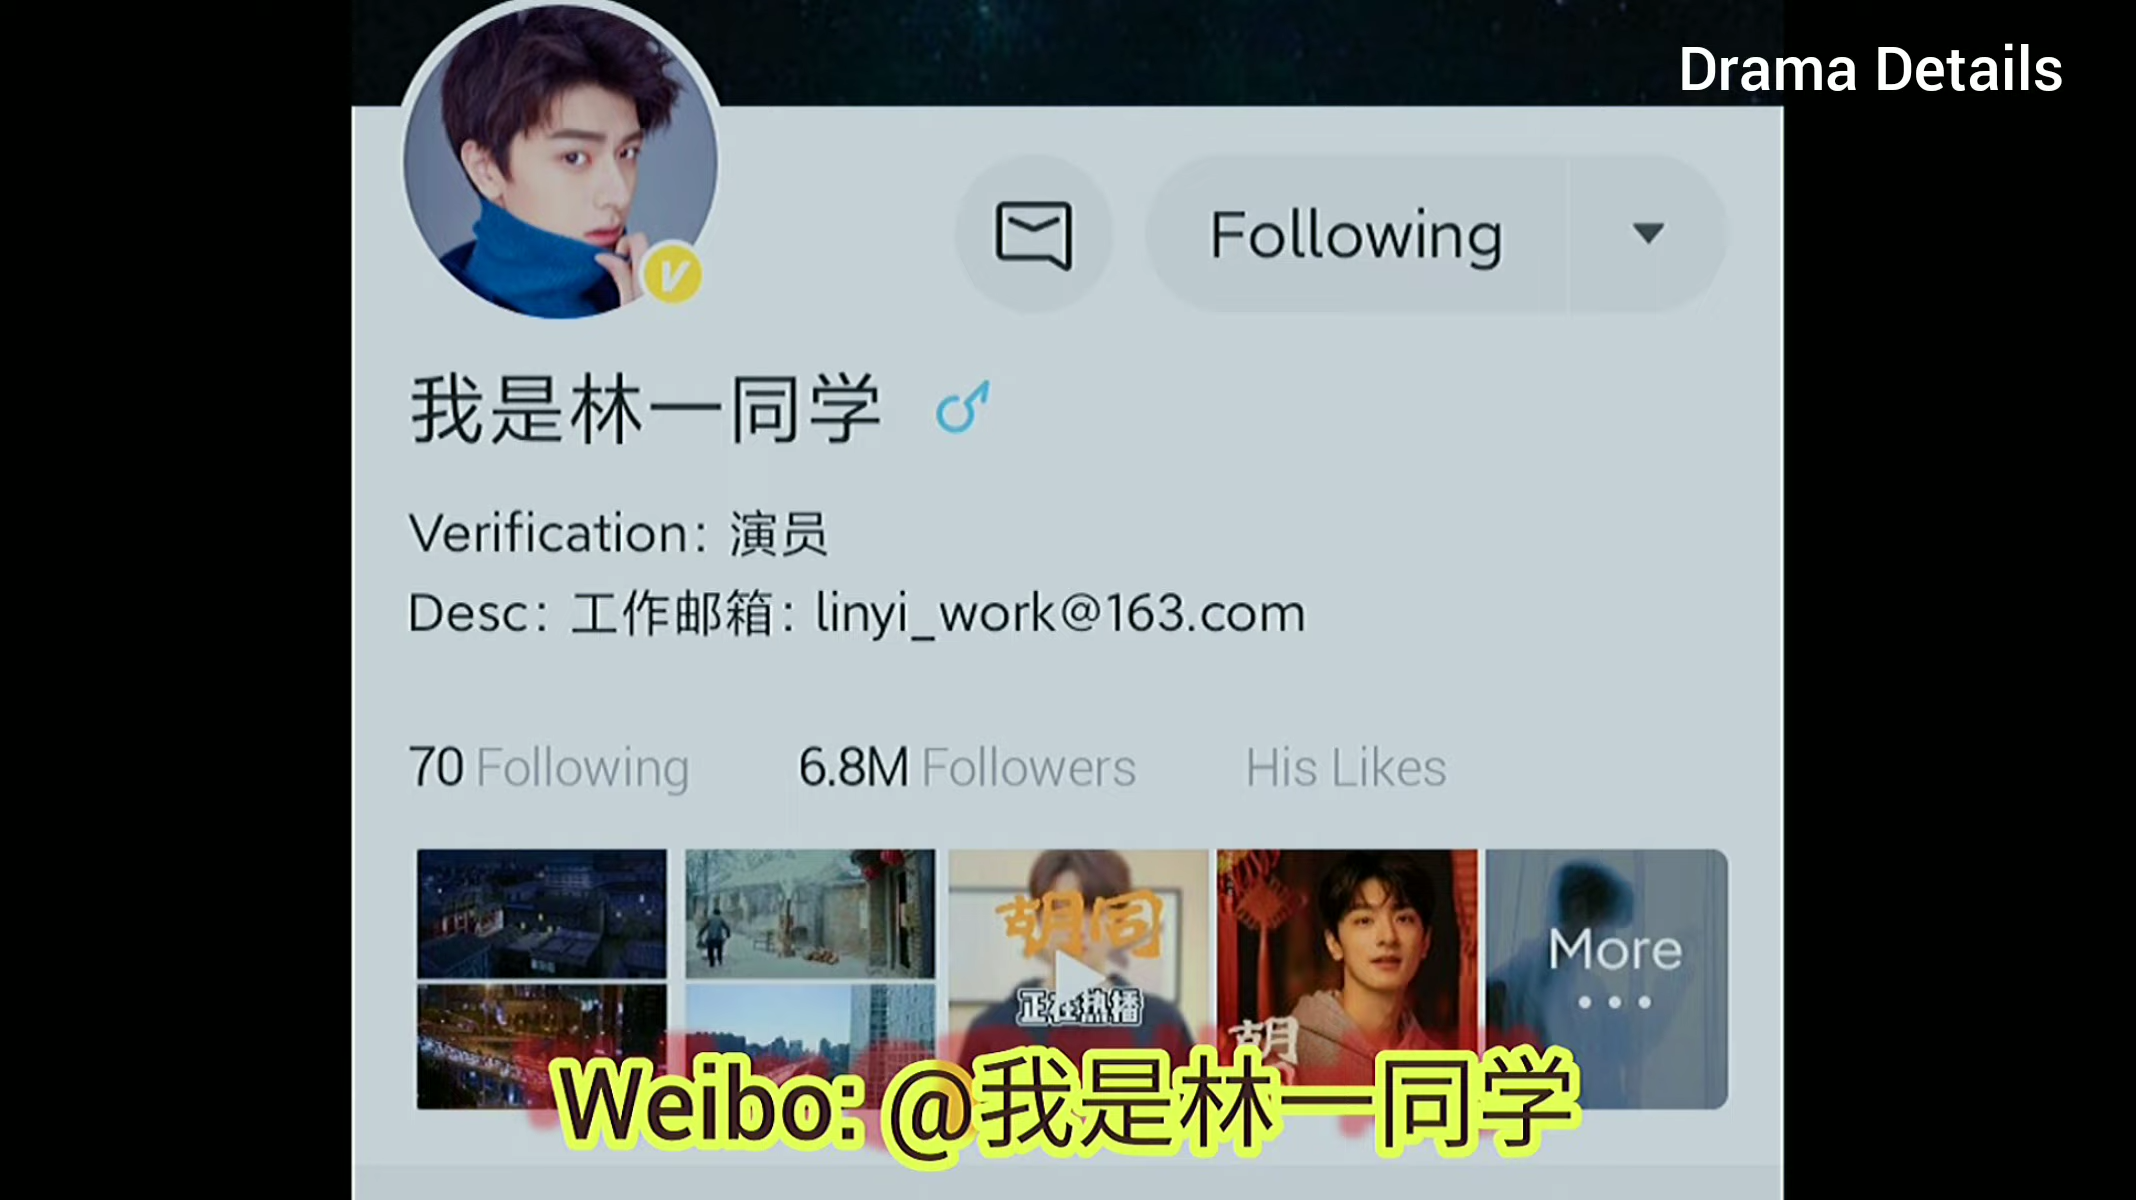 Drama Details
V
Following
我是林一同学
Verification: 演员
Desc: 工作邮箱: linyi_work@163.com
70 Following 6.8M Followers His Likes
胡同
正在热播
胡
More
Weibo: @我是林一同学